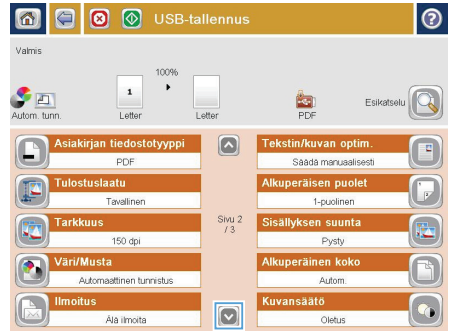 USB-tallennus
?
Valmis
100%
1
Autom. tunn.
Letter
Letter
PDF
Esikatselu
Asiakirjan tiedostotyyppi
PDF
Tulostuslaatu
Tavallinen
Tarkkuus
150 dpi
Väri/Musta
Automaattinen tunnistus
Ilmoitus
Älä ilmoita
Sivu 2
/ 3
Tekstin/kuvan optim.
Säädä manuaalisesti
Alkuperäisen puolet
1-puolinen
Sisällyksen suunta
Pysty
Alkuperäinen koko
Autom.
Kuvansäätö
Oletus